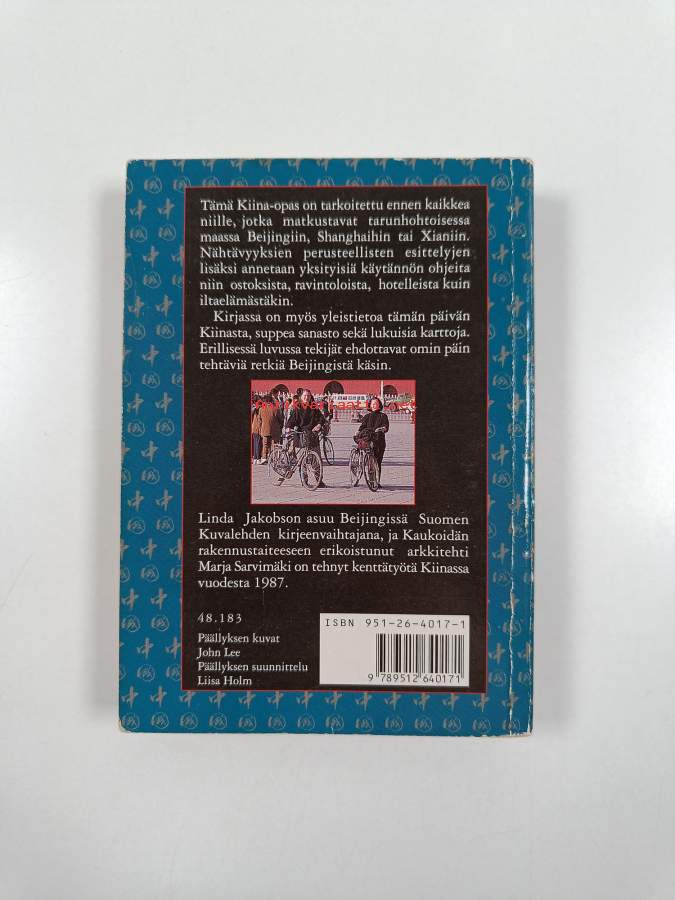 Tämä Kiina-opas on tarkoitettu ennen kaikkea
niille, jotka matkustavat tarunhohtoisessa
maassa Beijingiin, Shanghaihin tai Xianiin.
Nähtävyyksien perusteellisten esittelyjen
lisäksi annetaan yksityisiä käytännön ohjeita
niin ostoksista, ravintoloista, hotelleista kuin
iltaelämästäkin.
Kirjassa on myös yleistietoa tämän päivän
Kiinasta, suppea sanasto sekä lukuisia karttoja.
Erillisessä luvussa tekijät ehdottavat omin päin
tehtäviä retkiä Beijingistä käsin.
Linda Jakobson asuu Beijingissä Suomen
Kuvalehden kirjeenvaihtajana, ja Kaukoidän
rakennustaiteeseen erikoistunut arkkitehti
Marja Sarvimäki on tehnyt kenttätyötä Kiinassa
vuodesta 1987.
48.183
Päällyksen kuvat
John Lee
Päällyksen suunnittelu
Liisa Holm
ISBN 951-26-4017-1
9 789512 640171